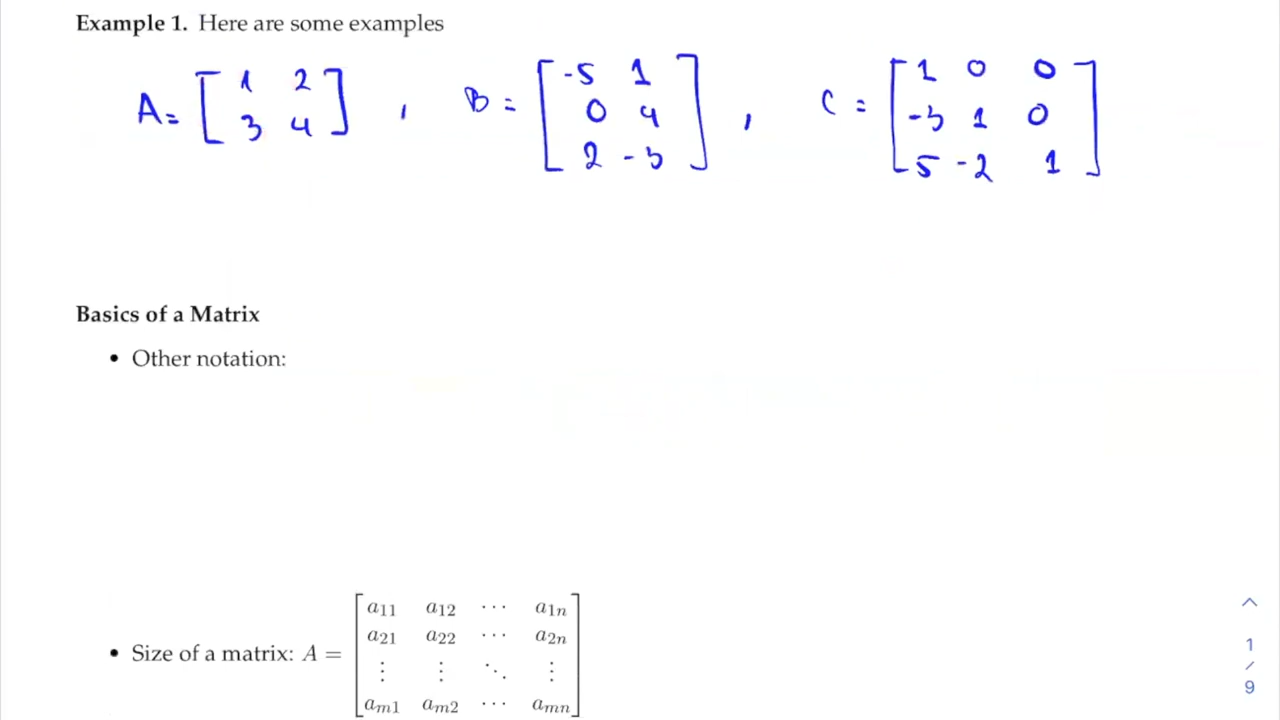 Example 1. Here are some examples
A = [ 1 2
3 4 ] , B = [ -5 1
0 4
2 -3 ] , C = [ 1 0 0
-3 1 0
5 -2 1 ]
Basics of a Matrix
• Other notation:
• Size of a matrix: A = [ a11 a12 ⋯ a1n
a21 a22 ⋯ a2n
⋮ ⋮ ⋱ ⋮
am1 am2 ⋯ amn ]
1
/
9